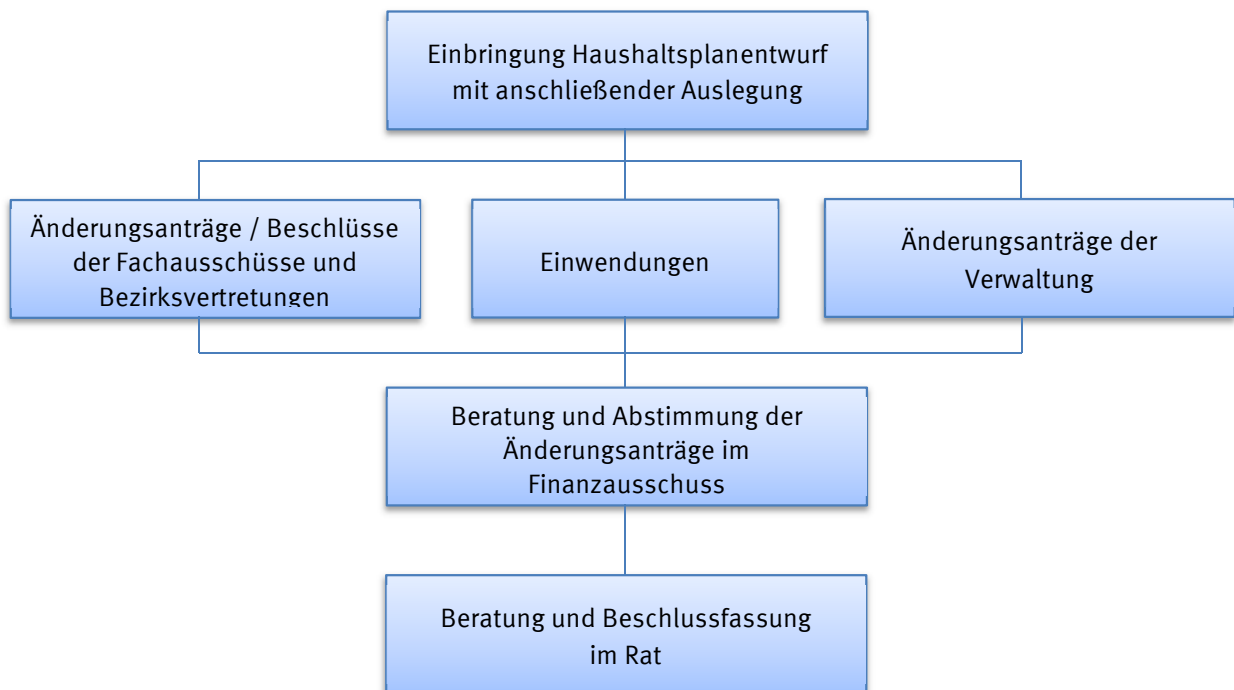 Einbringung Haushaltsplanentwurf
mit anschließender Auslegung
Änderungsanträge / Beschlüsse
der Fachausschüsse und
Bezirksvertretungen
Einwendungen
Änderungsanträge der
Verwaltung
Beratung und Abstimmung der
Änderungsanträge im
Finanzausschuss
Beratung und Beschlussfassung
im Rat